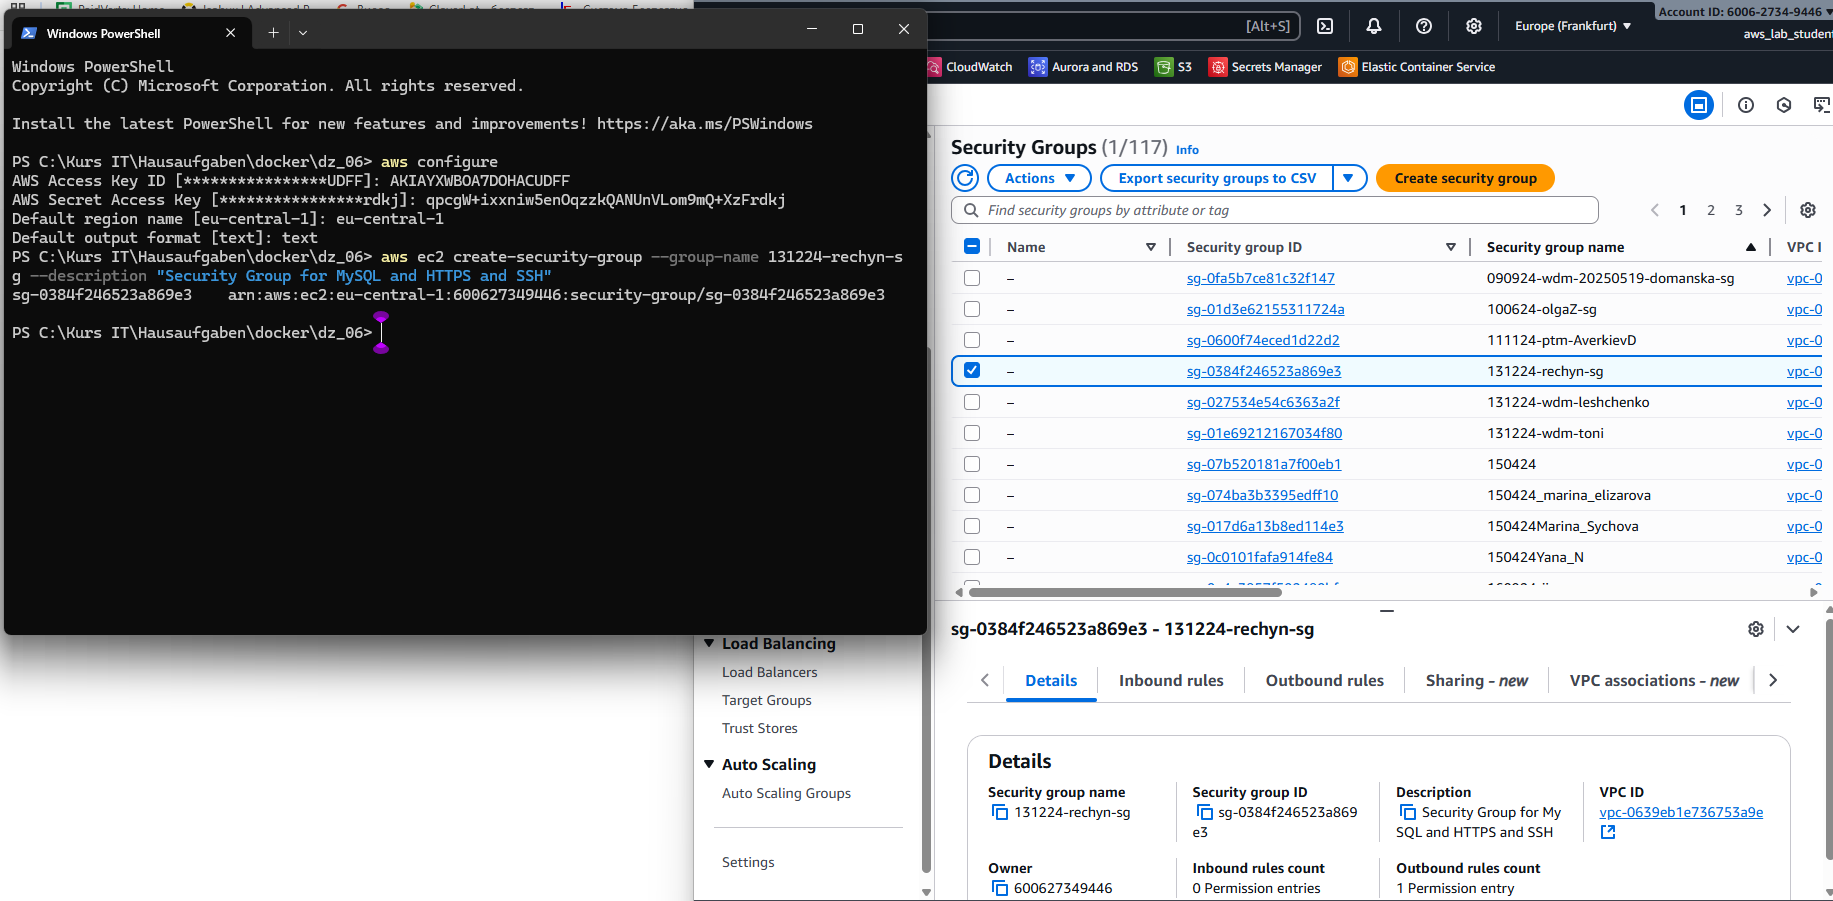 Windows PowerShell
[Alt+S]
Europe (Frankfurt)
Account ID: 6006-2734-9446
aws_lab_studen
Windows PowerShell
Copyright (C) Microsoft Corporation. All rights reserved.
Install the latest PowerShell for new features and improvements! https://aka.ms/PSWindows
PS C:\Kurs IT\Hausaufgaben\docker\dz_06> aws configure
AWS Access Key ID [****************UDFF]: AKIAYXWBOA7DOHACUDFF
AWS Secret Access Key [****************rdkj]: 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
Default region name [eu-central-1]: eu-central-1
Default output format [text]: text
PS C:\Kurs IT\Hausaufgaben\docker\dz_06> aws ec2 create-security-group --group-name 131224-rechyn-s
g --description "Security Group for MySQL and HTTPS and SSH"
sg-0384f246523a869e3 arn:aws:ec2:eu-central-1:600627349446:security-group/sg-0384f246523a869e3
PS C:\Kurs IT\Hausaufgaben\docker\dz_06>
CloudWatch Aurora and RDS S3 Secrets Manager Elastic Container Service
Security Groups (1/117) Info
Actions Export security groups to CSV Create security group
Find security groups by attribute or tag
1 2 3
Name Security group ID Security group name VPC I
– sg-0fa5b7ce81c32f147 090924-wdm-20250519-domanska-sg vpc-0
– sg-01d3e62155311724a 100624-olgaZ-sg vpc-0
– sg-0600f74eced1d22d2 111124-ptm-AverkievD vpc-0
– sg-0384f246523a869e3 131224-rechyn-sg vpc-0
– sg-027534e54c6363a2f 131224-wdm-leshchenko vpc-0
– sg-01e69212167034f80 131224-wdm-toni vpc-0
– sg-07b520181a7f00eb1 150424 vpc-0
– sg-074ba3b3395edff10 150424_marina_elizarova vpc-0
– sg-017d6a13b8ed114e3 150424Marina_Sychova vpc-0
– sg-0c0101fafa914fe84 150424Yana_N vpc-0
Load Balancing
Load Balancers
Target Groups
Trust Stores
Auto Scaling
Auto Scaling Groups
Settings
sg-0384f246523a869e3 - 131224-rechyn-sg
Details Inbound rules Outbound rules Sharing - new VPC associations - new
Details
Security group name
131224-rechyn-sg
Security group ID
sg-0384f246523a869
e3
Description
Security Group for My
SQL and HTTPS and SSH
VPC ID
vpc-0639eb1e736753a9e
Owner
600627349446
Inbound rules count
0 Permission entries
Outbound rules count
1 Permission entry